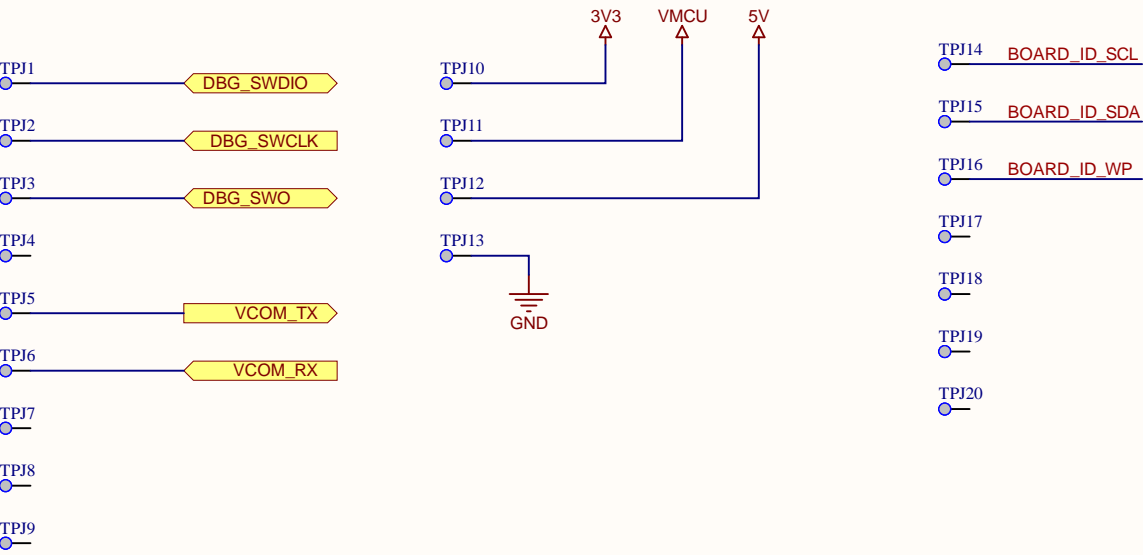 3V3
VMCU
5V
TPJ1
DBG_SWDIO
TPJ2
DBG_SWCLK
TPJ3
DBG_SWO
TPJ4
TPJ5
VCOM_TX
TPJ6
VCOM_RX
TPJ7
TPJ8
TPJ9
TPJ10
TPJ11
TPJ12
TPJ13
GND
TPJ14
BOARD_ID_SCL
TPJ15
BOARD_ID_SDA
TPJ16
BOARD_ID_WP
TPJ17
TPJ18
TPJ19
TPJ20